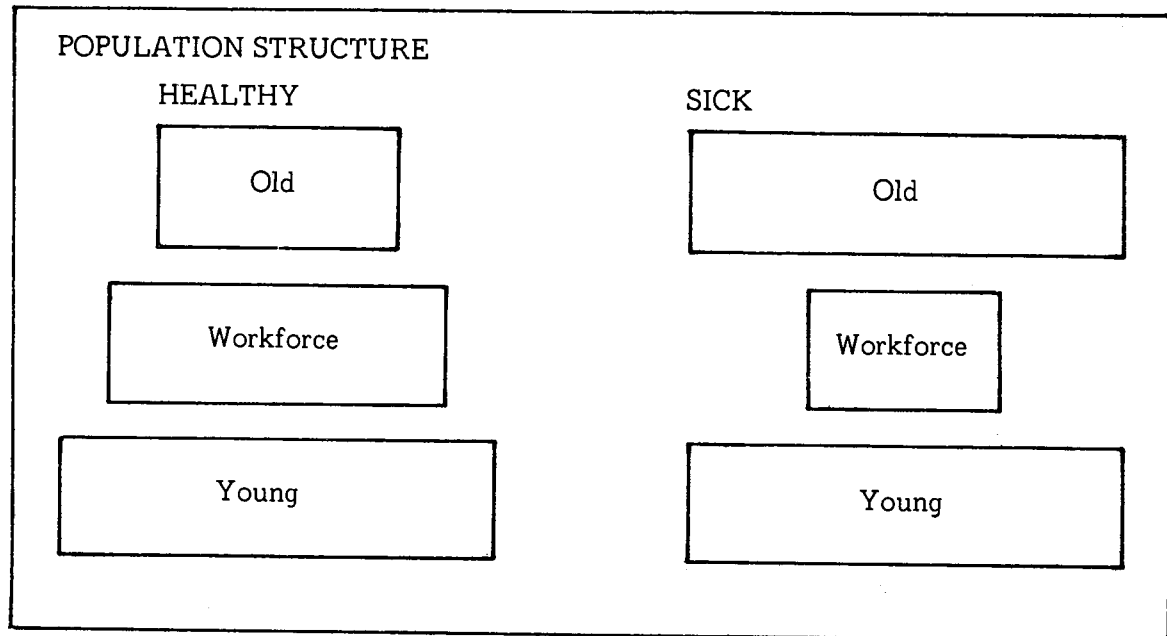 POPULATION STRUCTURE
HEALTHY
SICK
Old
Old
Workforce
Workforce
Young
Young